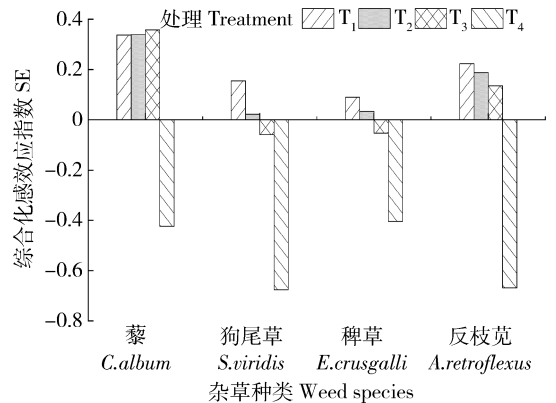 处理 Treatment T₁ T₂ T₃ T₄
综合化感效应指数 SE
0.4
0.2
0
-0.2
-0.4
-0.6
-0.8
藜 狗尾草 稗草 反枝苋
C.album S.viridis E.crusgalli A.retroflexus
杂草种类 Weed species